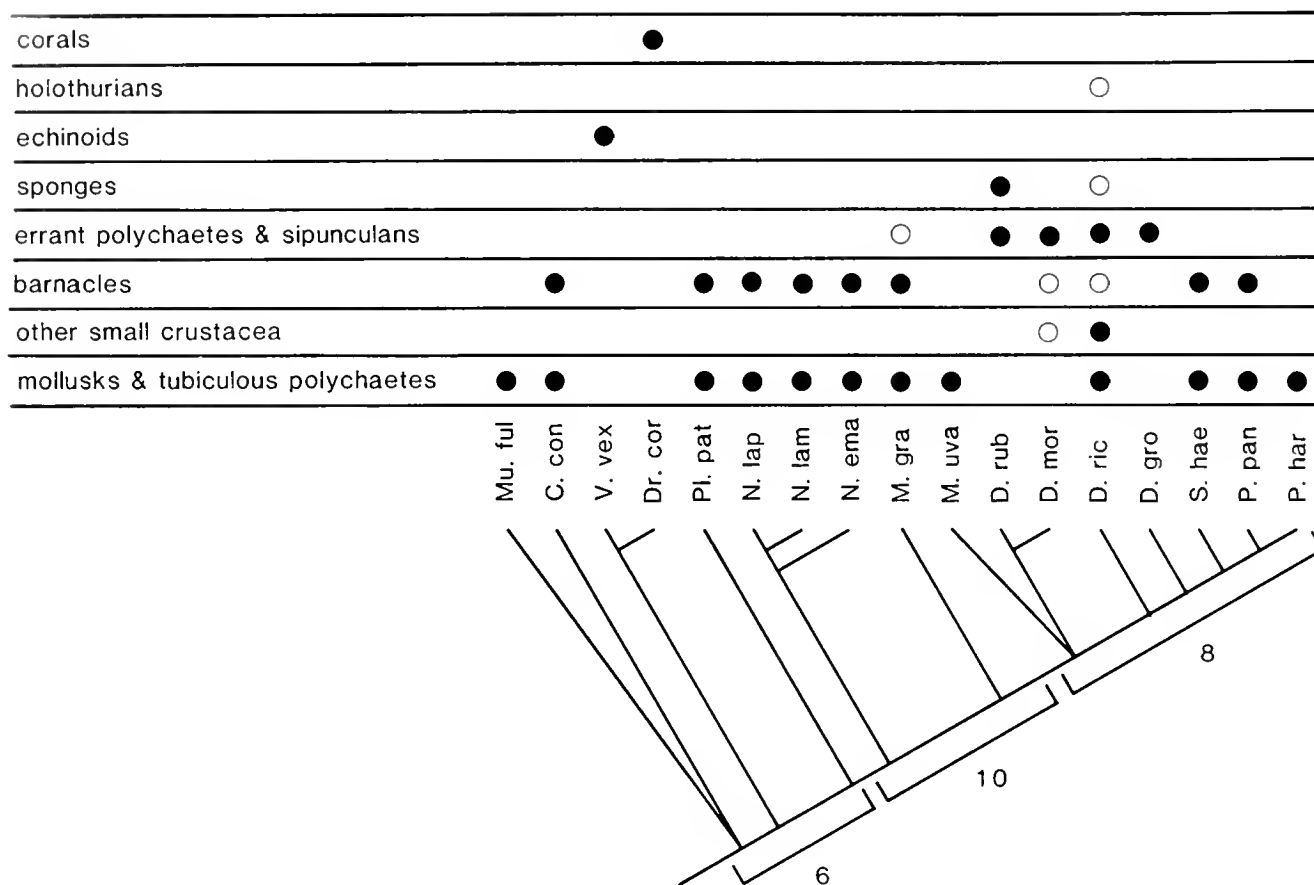 corals
holothurians
echinoids
sponges
errant polychaetes & sipunculans
barnacles
other small crustacea
mollusks & tubiculous polychaetes
Mu. ful
C. con
V. vex
Dr. cor
Pl. pat
N. lap
N. lam
N. ema
M. gra
M. uva
D. rub
D. mor
D. ric
D. gro
S. hae
P. pan
P. har
8
10
6